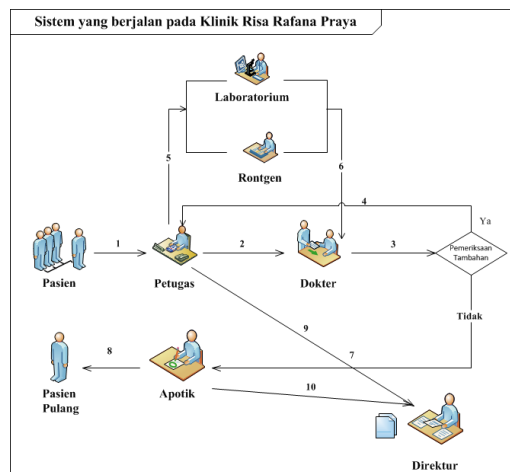 Sistem yang berjalan pada Klinik Risa Rafana Praya
Laboratorium
5
6
Rontgen
4
Ya
1
2
3
Pemeriksaan
Tambahan
Pasien
Petugas
Dokter
Tidak
9
7
8
10
Pasien
Pulang
Apotik
Direktur